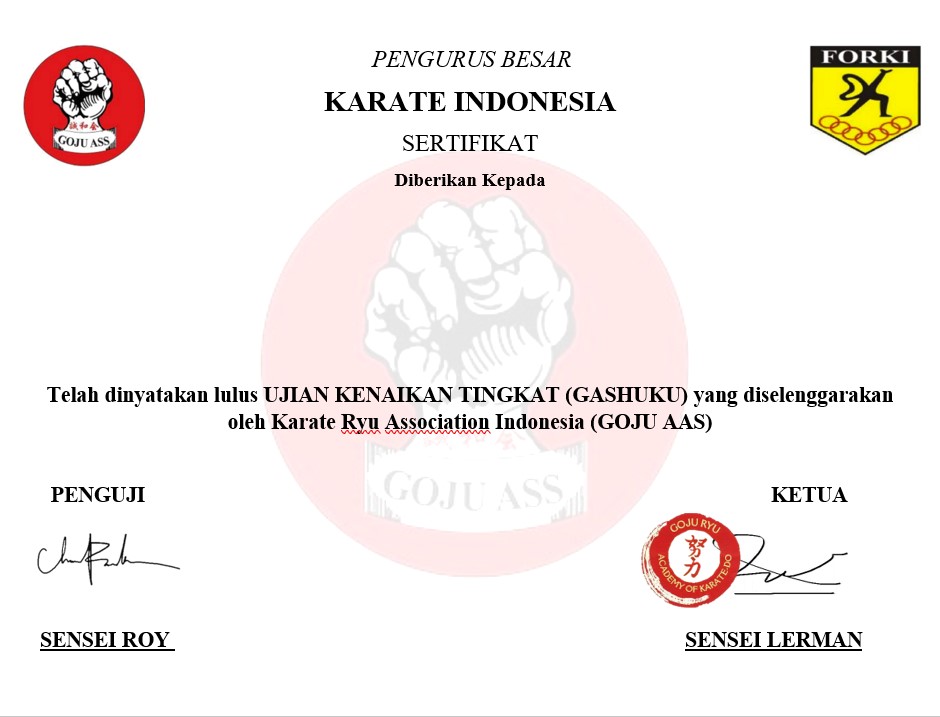 PENGURUS BESAR
KARATE INDONESIA
SERTIFIKAT
Diberikan Kepada
誠和会
GOJU ASS
FORKI
Telah dinyatakan lulus UJIAN KENAIKAN TINGKAT (GASHUKU) yang diselenggarakan
oleh Karate Ryu Association Indonesia (GOJU AAS)
GOJU ASS
PENGUJI
KETUA
GOJU RYU
努力
ACADEMY OF KARATE-DO
SENSEI ROY
SENSEI LERMAN